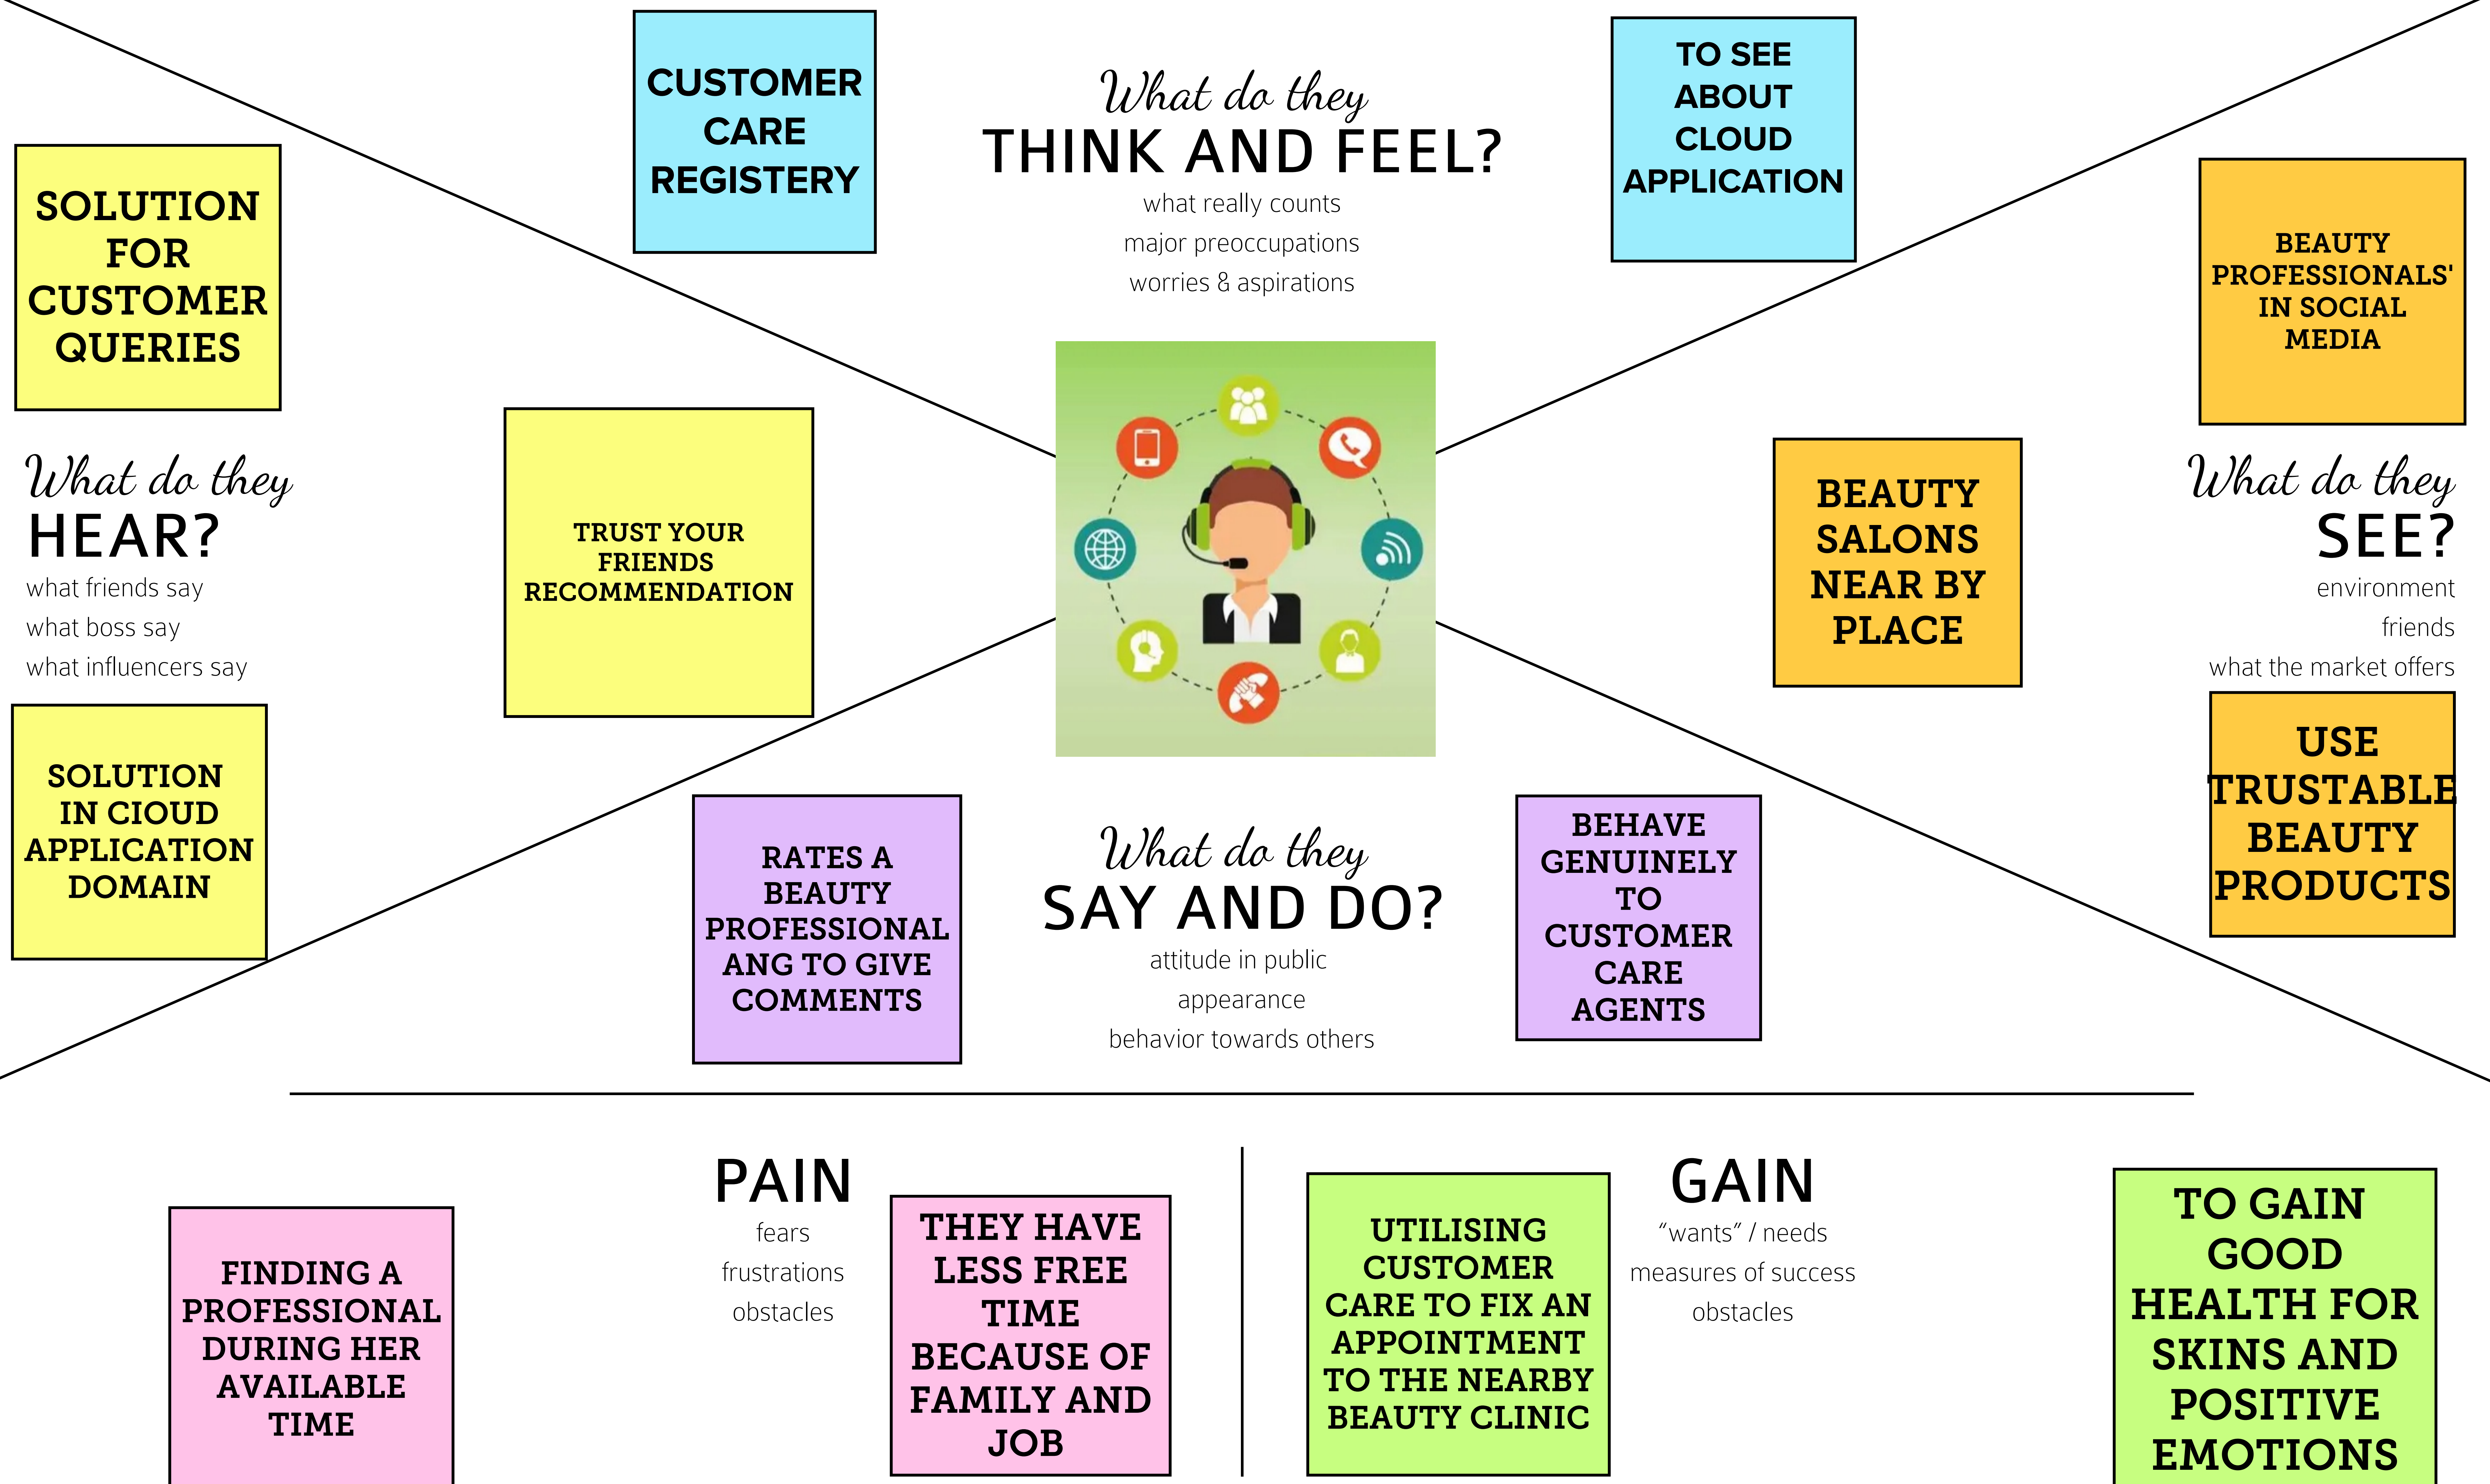 CUSTOMER
CARE
REGISTERY
What do they
THINK AND FEEL?
what really counts
major preoccupations
worries & aspirations
TO SEE
ABOUT
CLOUD
APPLICATION
SOLUTION
FOR
CUSTOMER
QUERIES
What do they
HEAR?
what friends say
what boss say
what influencers say
TRUST YOUR
FRIENDS
RECOMMENDATION
SOLUTION
IN CIOUD
APPLICATION
DOMAIN
BEAUTY
PROFESSIONALS'
IN SOCIAL
MEDIA
BEAUTY
SALONS
NEAR BY
PLACE
What do they
SEE?
environment
friends
what the market offers
USE
TRUSTABLE
BEAUTY
PRODUCTS
RATES A
BEAUTY
PROFESSIONAL
ANG TO GIVE
COMMENTS
What do they
SAY AND DO?
attitude in public
appearance
behavior towards others
BEHAVE
GENUINELY
TO
CUSTOMER
CARE
AGENTS
FINDING A
PROFESSIONAL
DURING HER
AVAILABLE
TIME
PAIN
fears
frustrations
obstacles
THEY HAVE
LESS FREE
TIME
BECAUSE OF
FAMILY AND
JOB
UTILISING
CUSTOMER
CARE TO FIX AN
APPOINTMENT
TO THE NEARBY
BEAUTY CLINIC
GAIN
“wants” / needs
measures of success
obstacles
TO GAIN
GOOD
HEALTH FOR
SKINS AND
POSITIVE
EMOTIONS